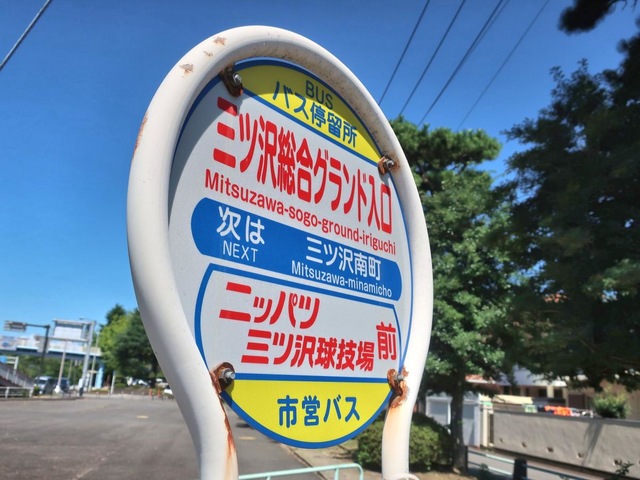 BUS
バス停留所
三ツ沢総合グランド入口
Mitsuzawa-sogo-ground-iriguchi
次は
NEXT
三ツ沢南町
Mitsuzawa-minamicho
ニッパツ
三ツ沢球技場
前
市営バス